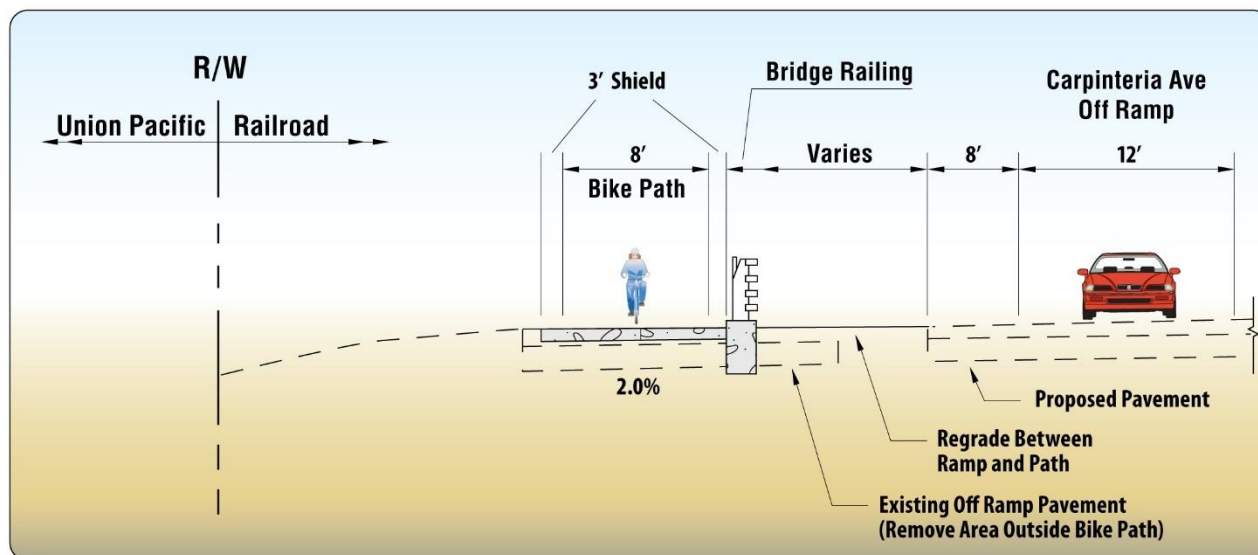 R/W
Union Pacific Railroad
3′ Shield
8′
Bike Path
Bridge Railing
Varies
8′
Carpinteria Ave
Off Ramp
12′
2.0%
Proposed Pavement
Regrade Between
Ramp and Path
Existing Off Ramp Pavement
(Remove Area Outside Bike Path)